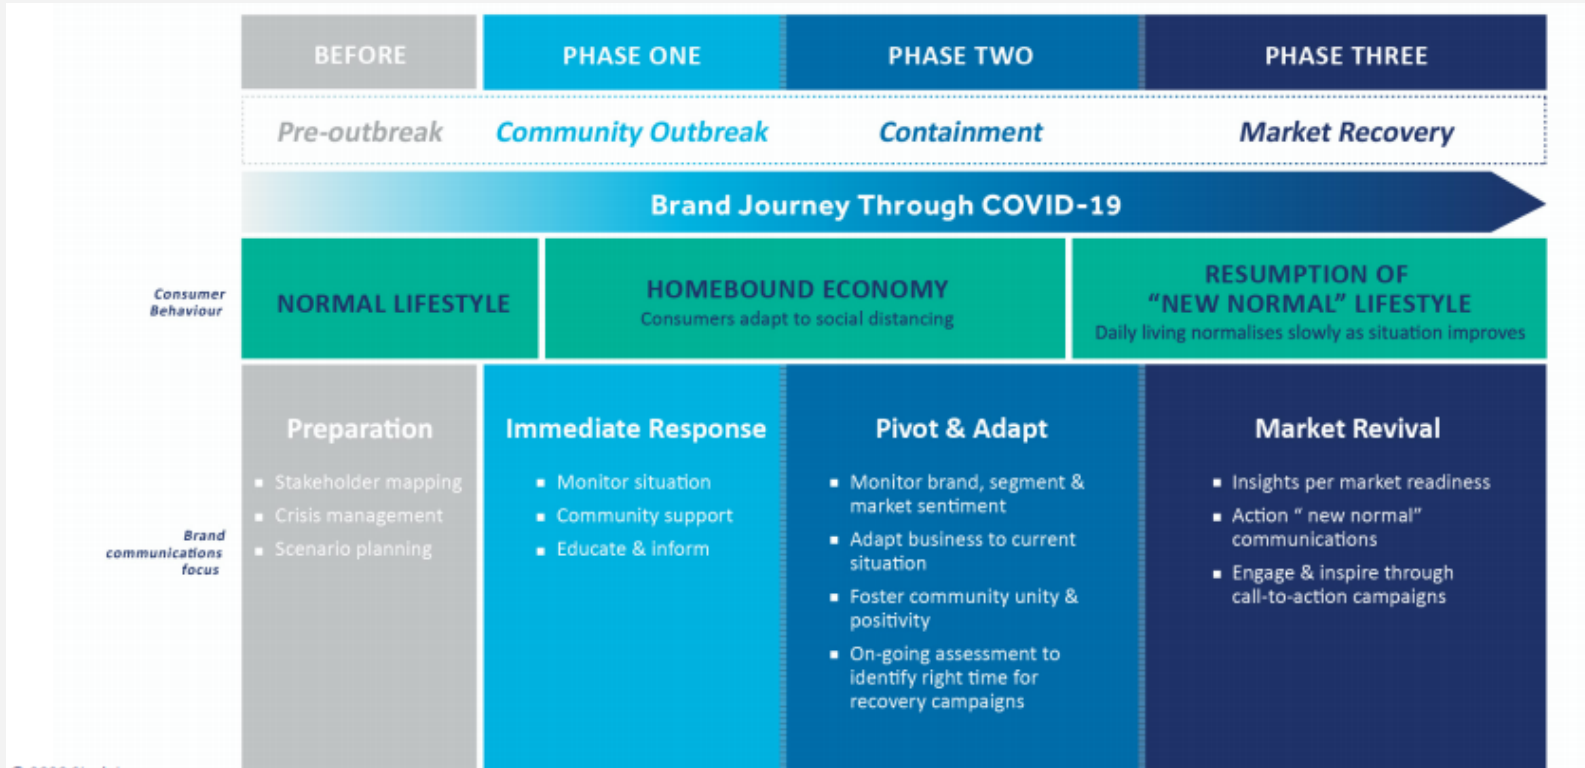 BEFORE
PHASE ONE
PHASE TWO
PHASE THREE
Pre-outbreak
Community Outbreak
Containment
Market Recovery
Brand Journey Through COVID-19
Consumer
Behaviour
NORMAL LIFESTYLE
HOMEBOUND ECONOMY
Consumers adapt to social distancing
RESUMPTION OF
“NEW NORMAL” LIFESTYLE
Daily living normalises slowly as situation improves
Brand
communications
focus
Preparation
▪ Stakeholder mapping
▪ Crisis management
▪ Scenario planning
Immediate Response
▪ Monitor situation
▪ Community support
▪ Educate & inform
Pivot & Adapt
▪ Monitor brand, segment &
market sentiment
▪ Adapt business to current
situation
▪ Foster community unity &
positivity
▪ On-going assessment to
identify right time for
recovery campaigns
Market Revival
▪ Insights per market readiness
▪ Action “ new normal”
communications
▪ Engage & inspire through
call-to-action campaigns